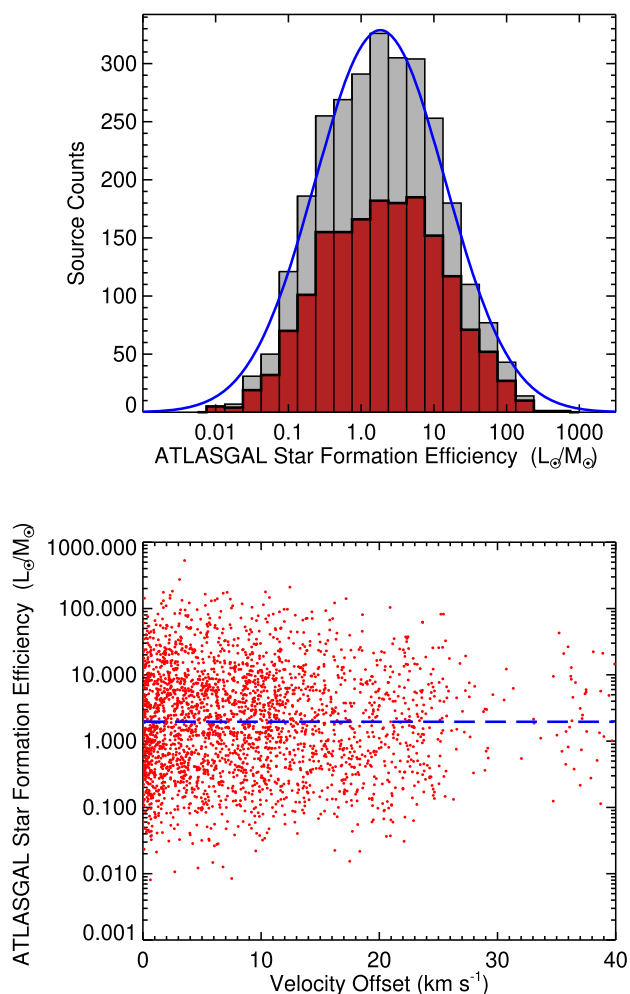 300
250
200
150
100
50
0
Source Counts
0.01 0.1 1.0 10 100 1000
ATLASGAL Star Formation Efficiency (L☉/M☉)
1000.000
100.000
10.000
1.000
0.100
0.010
0.001
ATLASGAL Star Formation Efficiency (L☉/M☉)
0 10 20 30 40
Velocity Offset (km s⁻¹)